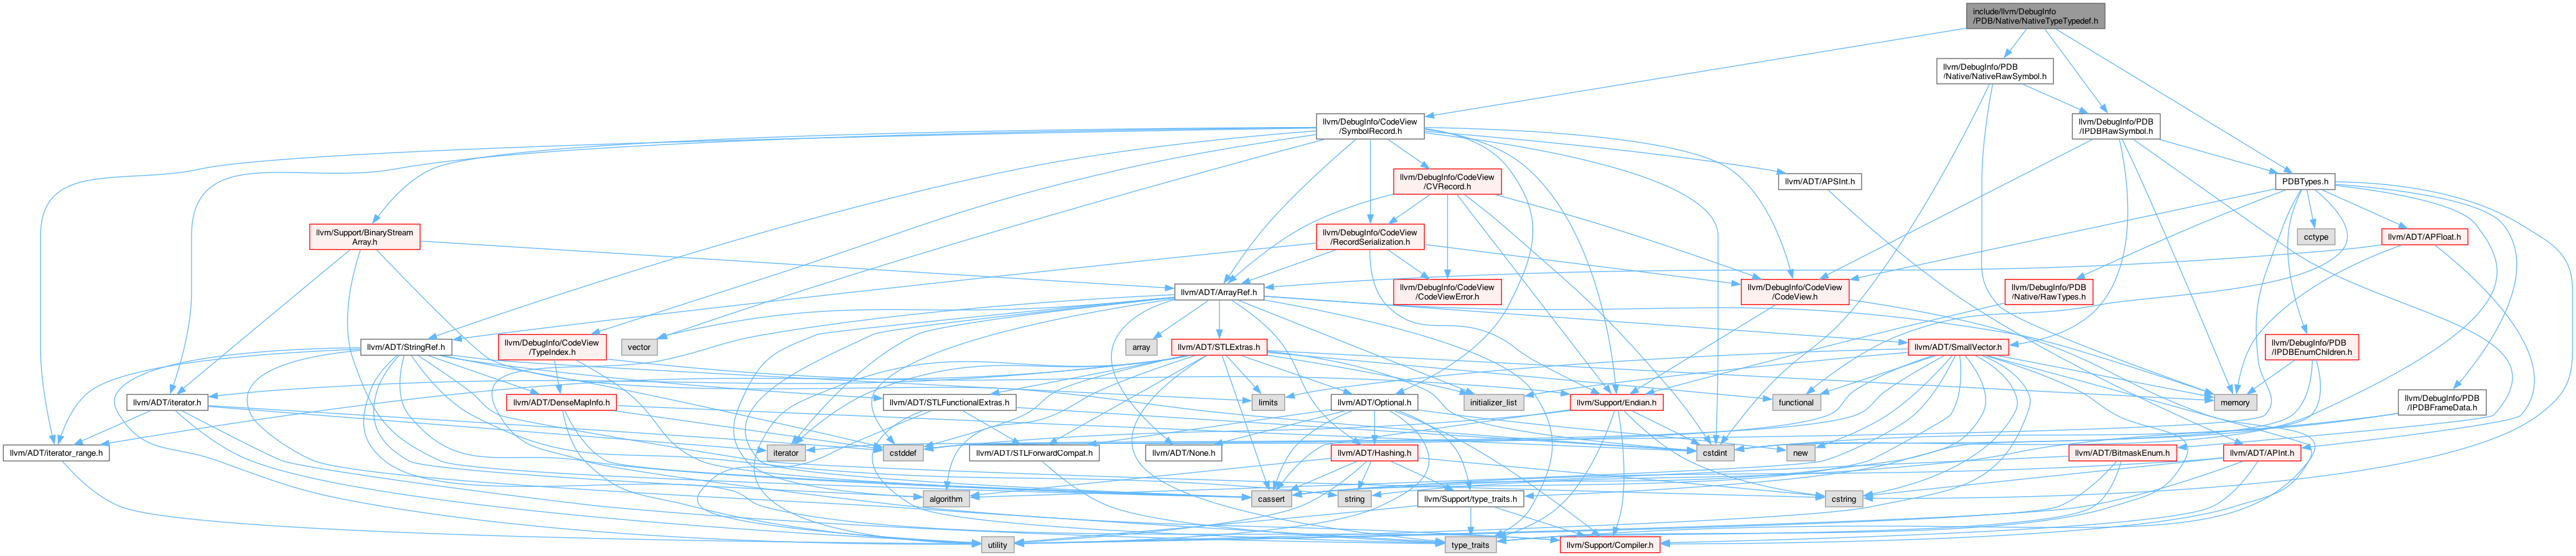 include/llvm/DebugInfo
/PDB/Native/NativeTypeTypedef.h
llvm/DebugInfo/PDB
/Native/NativeRawSymbol.h
llvm/DebugInfo/CodeView
/SymbolRecord.h
llvm/DebugInfo/PDB
/IPDBRawSymbol.h
llvm/DebugInfo/CodeView
/CVRecord.h
llvm/ADT/APSInt.h
PDBTypes.h
llvm/Support/BinaryStream
Array.h
llvm/DebugInfo/CodeView
/RecordSerialization.h
cctype
llvm/ADT/APFloat.h
llvm/ADT/ArrayRef.h
llvm/DebugInfo/CodeView
/CodeViewError.h
llvm/DebugInfo/CodeView
/CodeView.h
llvm/DebugInfo/PDB
/Native/RawTypes.h
llvm/ADT/StringRef.h
llvm/DebugInfo/CodeView
/TypeIndex.h
vector
array
llvm/ADT/STLExtras.h
llvm/ADT/SmallVector.h
llvm/DebugInfo/PDB
/IPDBEnumChildren.h
llvm/ADT/iterator.h
llvm/ADT/DenseMapInfo.h
llvm/ADT/STLFunctionalExtras.h
limits
llvm/ADT/Optional.h
initializer_list
llvm/Support/Endian.h
functional
memory
llvm/DebugInfo/PDB
/IPDBFrameData.h
llvm/ADT/iterator_range.h
iterator
cstddef
llvm/ADT/STLForwardCompat.h
llvm/ADT/None.h
llvm/ADT/Hashing.h
cstdint
new
llvm/ADT/BitmaskEnum.h
llvm/ADT/APInt.h
algorithm
cassert
string
llvm/Support/type_traits.h
cstring
utility
type_traits
llvm/Support/Compiler.h